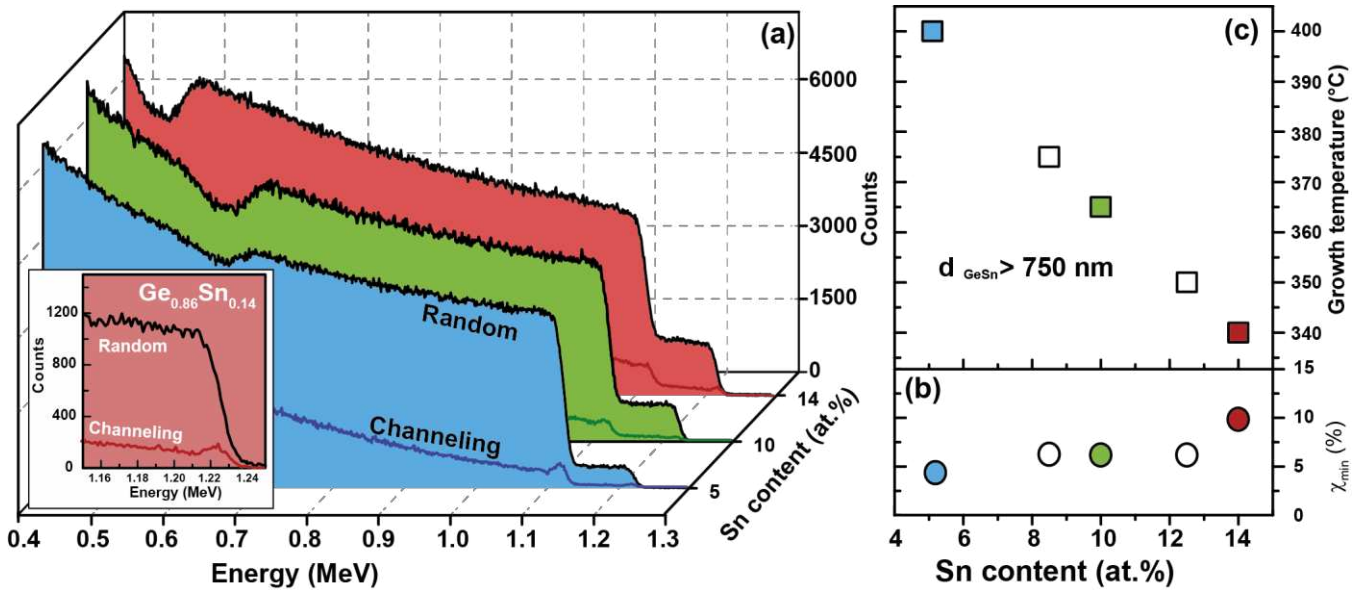 (a)
6000
4500
3000
1500
0
Counts
14
10
5
Sn content (at.%)
Random
Channeling
0.4 0.5 0.6 0.7 0.8 0.9 1.0 1.1 1.2 1.3
Energy (MeV)
Ge0.86Sn0.14
1200
800
400
0
Counts
Random
Channeling
1.16 1.18 1.20 1.22 1.24
Energy (MeV)
(c)
400
390
380
370
360
350
340
Growth temperature (°C)
d GeSn > 750 nm
(b)
15
10
5
0
χmin (%)
4 6 8 10 12 14
Sn content (at.%)